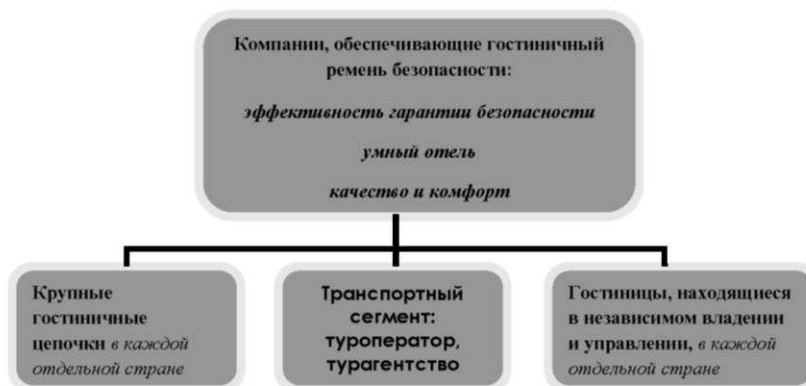 Компании, обеспечивающие гостиничный
ремень безопасности:
эффективность гарантии безопасности
умный отель
качество и комфорт
Крупные
гостиничные
цепочки в каждой
отдельной стране
Транспортный
сегмент:
туроператор,
турагентство
Гостиницы, находящиеся
в независимом владении
и управлении, в каждой
отдельной стране